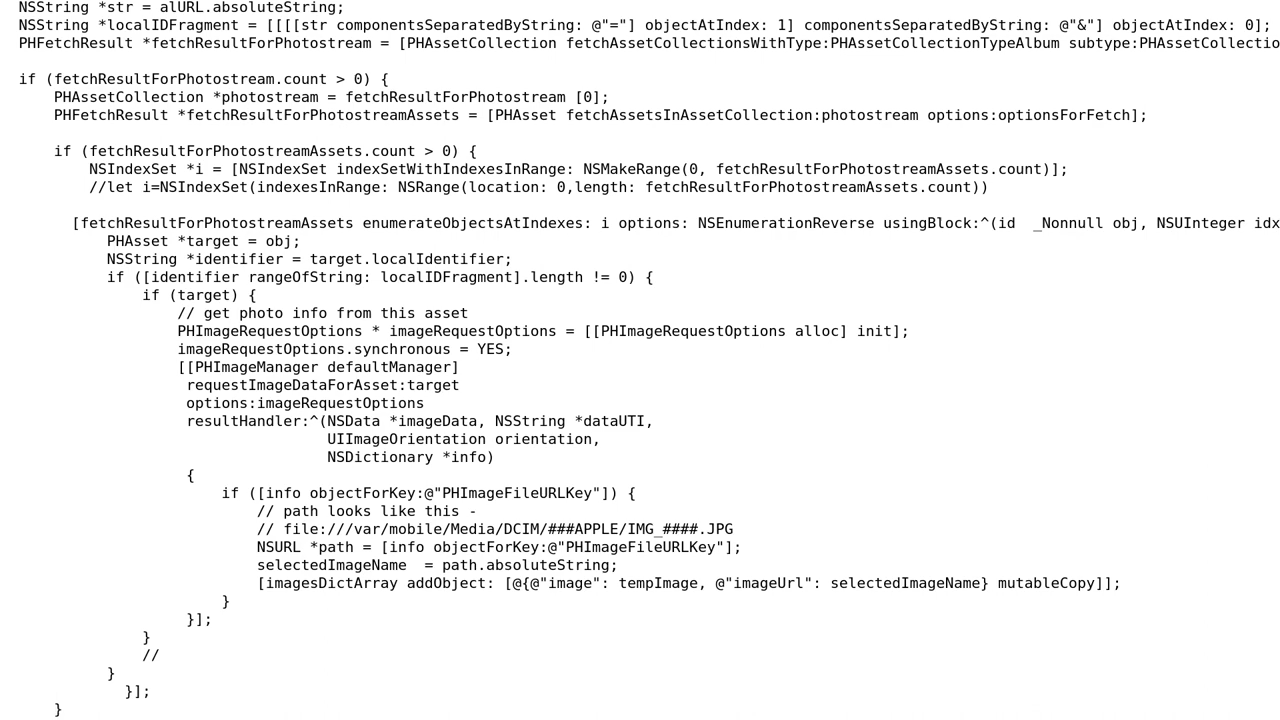 NSString *str = alURL.absoluteString;
NSString *localIDFragment = [[[[str componentsSeparatedByString: @"="] objectAtIndex: 1] componentsSeparatedByString: @"&"] objectAtIndex: 0];
PHFetchResult *fetchResultForPhotostream = [PHAssetCollection fetchAssetCollectionsWithType:PHAssetCollectionTypeAlbum subtype:PHAssetCollectio
if (fetchResultForPhotostream.count > 0) {
PHAssetCollection *photostream = fetchResultForPhotostream [0];
PHFetchResult *fetchResultForPhotostreamAssets = [PHAsset fetchAssetsInAssetCollection:photostream options:optionsForFetch];
if (fetchResultForPhotostreamAssets.count > 0) {
NSIndexSet *i = [NSIndexSet indexSetWithIndexesInRange: NSMakeRange(0, fetchResultForPhotostreamAssets.count)];
//let i=NSIndexSet(indexesInRange: NSRange(location: 0,length: fetchResultForPhotostreamAssets.count))
[fetchResultForPhotostreamAssets enumerateObjectsAtIndexes: i options: NSEnumerationReverse usingBlock:^(id  _Nonnull obj, NSUInteger idx
PHAsset *target = obj;
NSString *identifier = target.localIdentifier;
if ([identifier rangeOfString: localIDFragment].length != 0) {
if (target) {
// get photo info from this asset
PHImageRequestOptions * imageRequestOptions = [[PHImageRequestOptions alloc] init];
imageRequestOptions.synchronous = YES;
[[PHImageManager defaultManager]
requestImageDataForAsset:target
options:imageRequestOptions
resultHandler:^(NSData *imageData, NSString *dataUTI,
UIImageOrientation orientation,
NSDictionary *info)
{
if ([info objectForKey:@"PHImageFileURLKey"]) {
// path looks like this -
// file:///var/mobile/Media/DCIM/###APPLE/IMG_####.JPG
NSURL *path = [info objectForKey:@"PHImageFileURLKey"];
selectedImageName  = path.absoluteString;
[imagesDictArray addObject: [@{@"image": tempImage, @"imageUrl": selectedImageName} mutableCopy]];
}
}];
}
//
}
}];
}